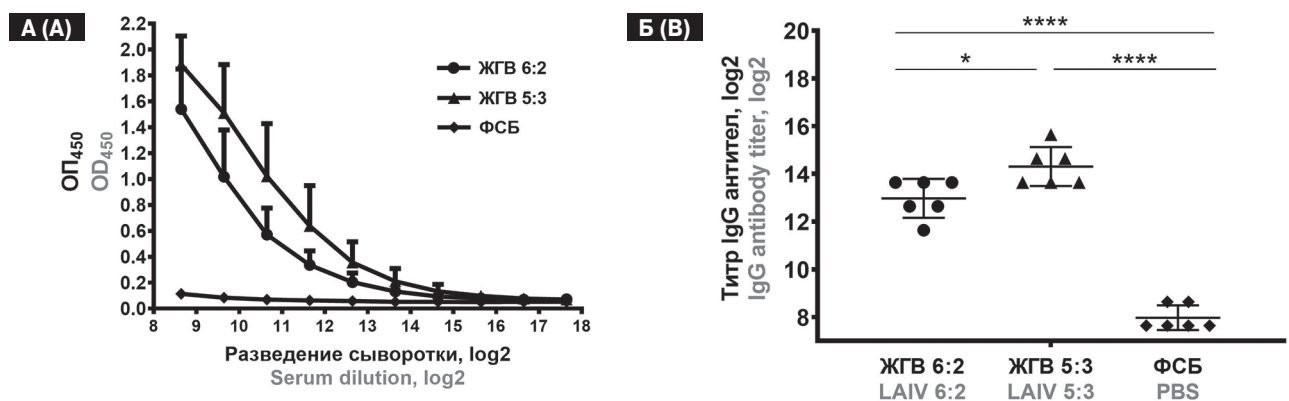 А (A)
2.2
2.0
1.8
1.6
1.4
1.2
1.0
0.8
0.6
0.4
0.2
0.0
ОП450
OD450
ЖГВ 6:2
ЖГВ 5:3
ФСБ
8 9 10 11 12 13 14 15 16 17 18
Разведение сыворотки, log2
Serum dilution, log2
Б (B)
20
18
16
14
12
10
8
Титр IgG антител, log2
IgG antibody titer, log2
****
* ****
ЖГВ 6:2 ЖГВ 5:3 ФСБ
LAIV 6:2 LAIV 5:3 PBS